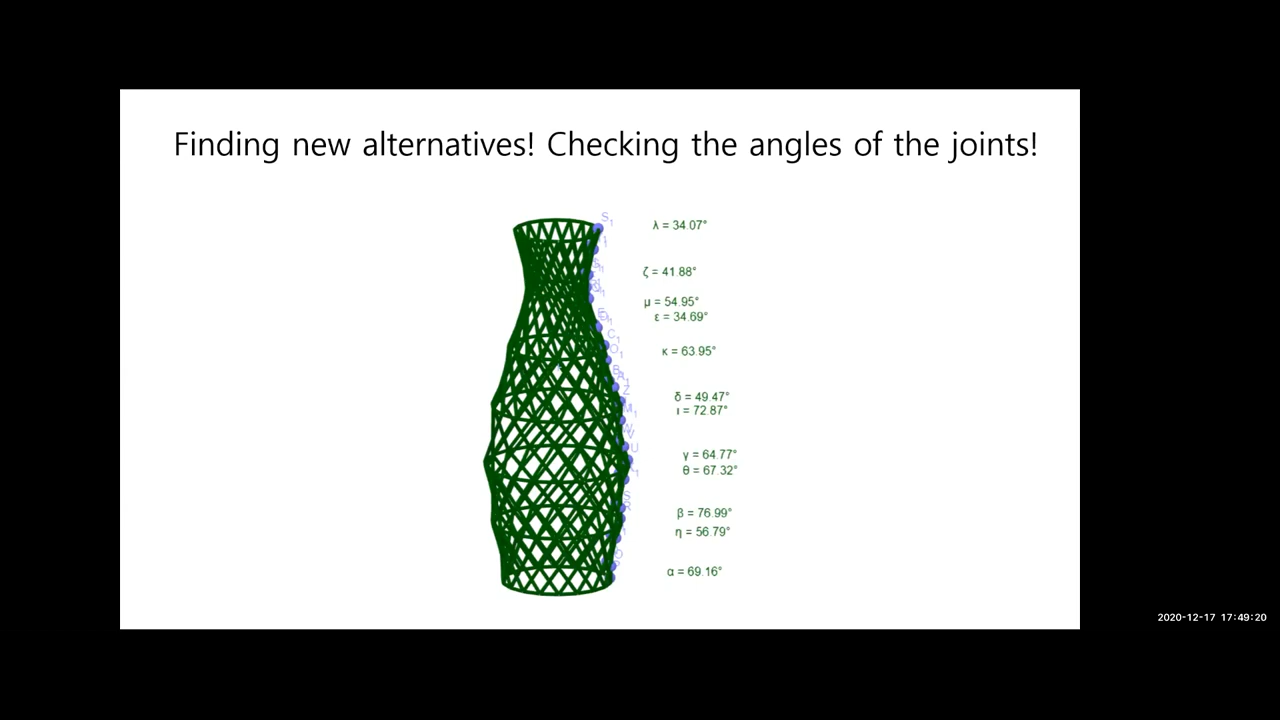 Finding new alternatives! Checking the angles of the joints!
S₁
λ = 34.07°
ζ = 41.88°
μ = 54.95°
ε = 34.69°
κ = 63.95°
δ = 49.47°
ι = 72.87°
γ = 64.77°
θ = 67.32°
β = 76.99°
η = 56.79°
α = 69.16°
2020-12-17 17:49:20